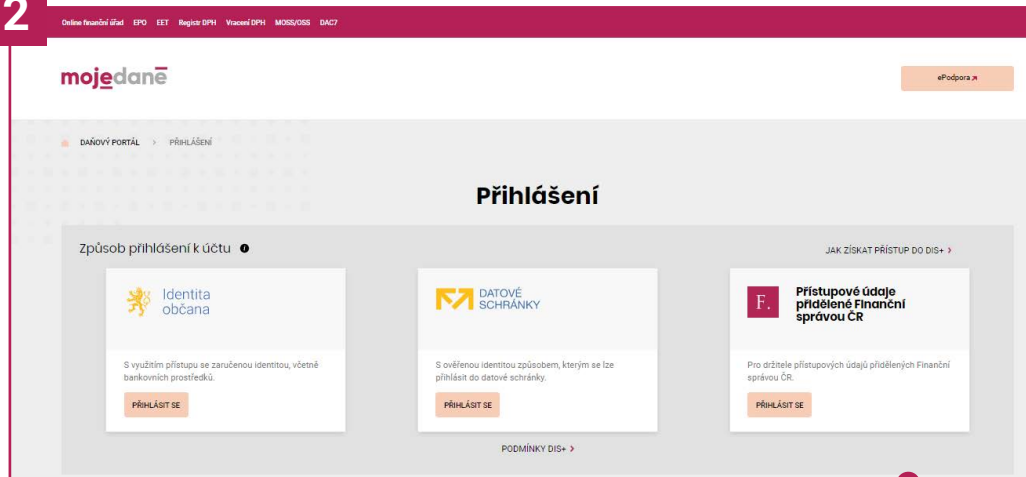 2
Online finanční úřad EPO EET Registr DPH Vracení DPH MOSS/OSS DAC7
mojedaně
ePodpora
DAŇOVÝ PORTÁL > PŘIHLÁŠENÍ
Přihlášení
Způsob přihlášení k účtu
JAK ZÍSKAT PŘÍSTUP DO DIS+ >
Identita
občana
S využitím přístupu se zaručenou identitou, včetně
bankovních prostředků.
PŘIHLÁSIT SE
DATOVÉ
SCHRÁNKY
S ověřenou identitou způsobem, kterým se lze
přihlásit do datové schránky.
PŘIHLÁSIT SE
F.
Přístupové údaje
přidělené Finanční
správou ČR
Pro držitele přístupových údajů přidělených Finanční
správou ČR.
PŘIHLÁSIT SE
PODMÍNKY DIS+ >